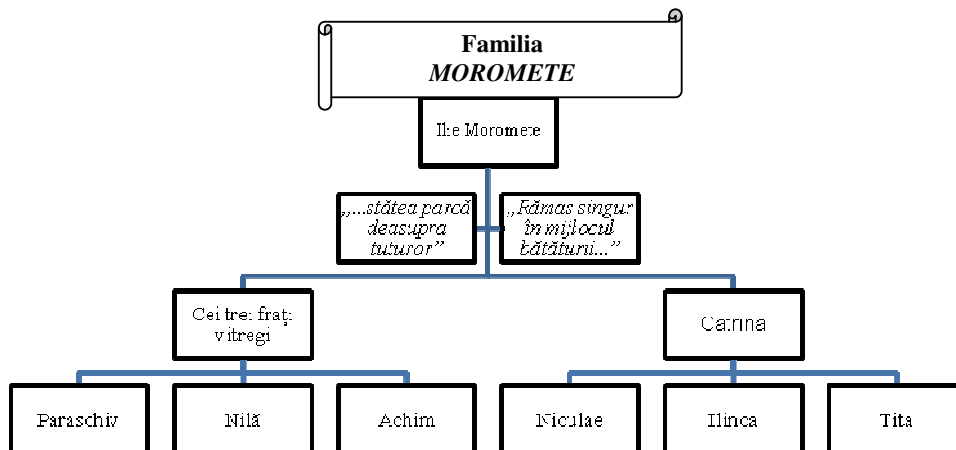 Familia
MOROMETE
Ilie Moromete
„...stătea parcă
deasupra
tuturor”
„Rămas singur
în mijlocul
bătăturii...”
Cei trei frați
vitregi
Catrina
Paraschiv
Nilă
Achim
Niculae
Ilinca
Tita